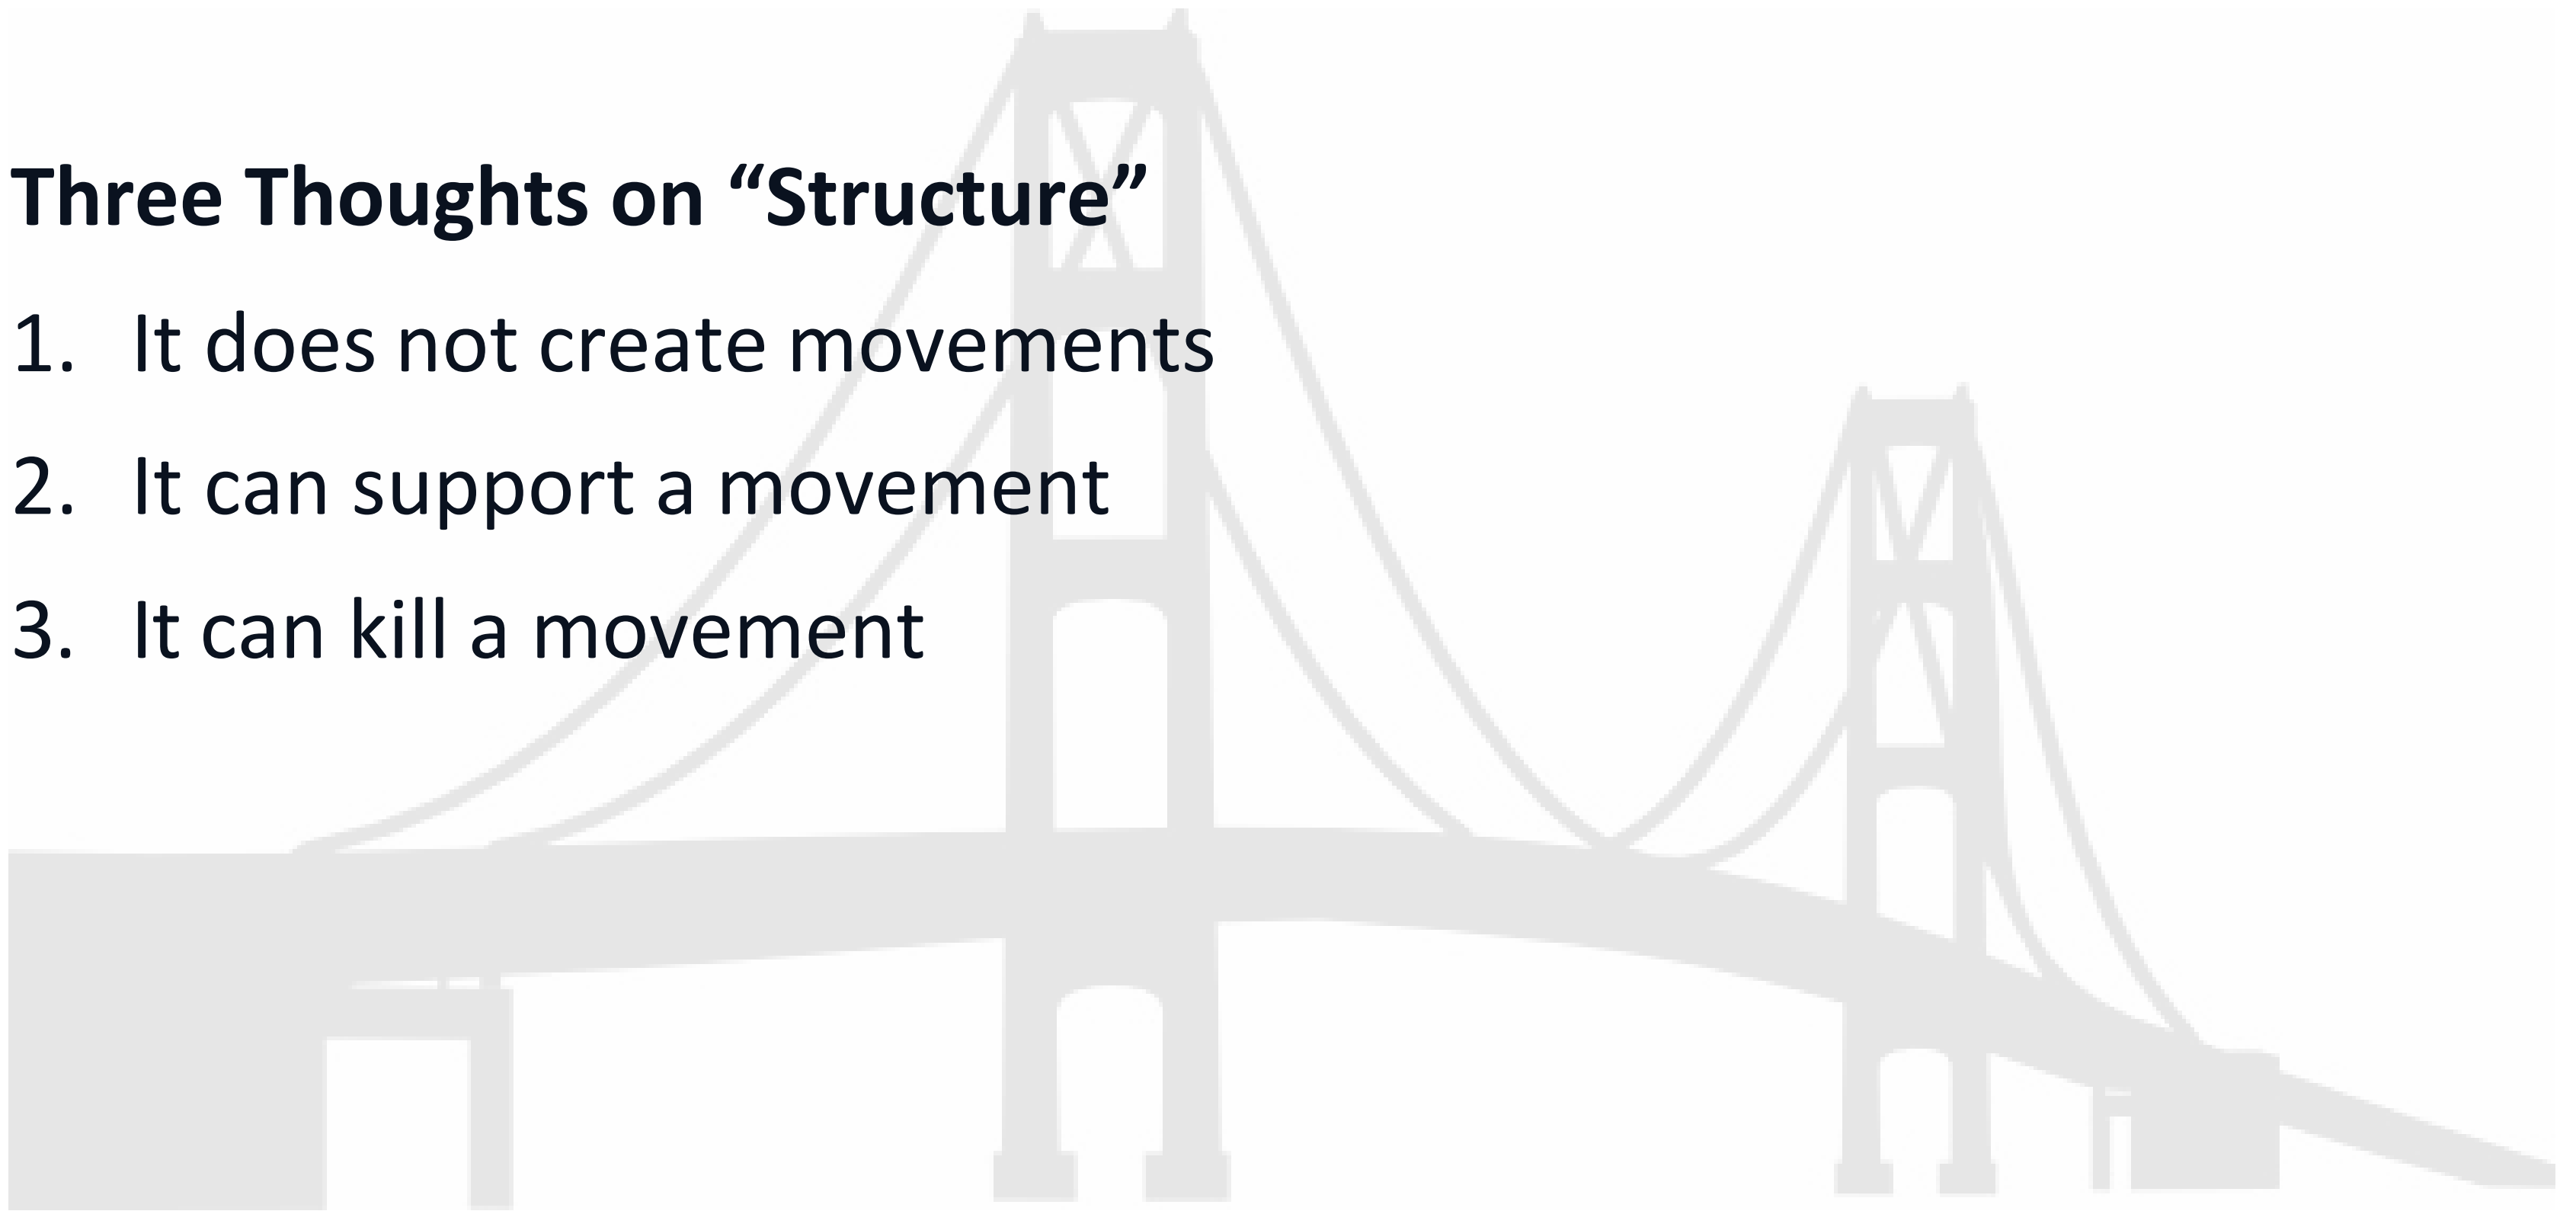 Three Thoughts on “Structure”
1. It does not create movements
2. It can support a movement
3. It can kill a movement